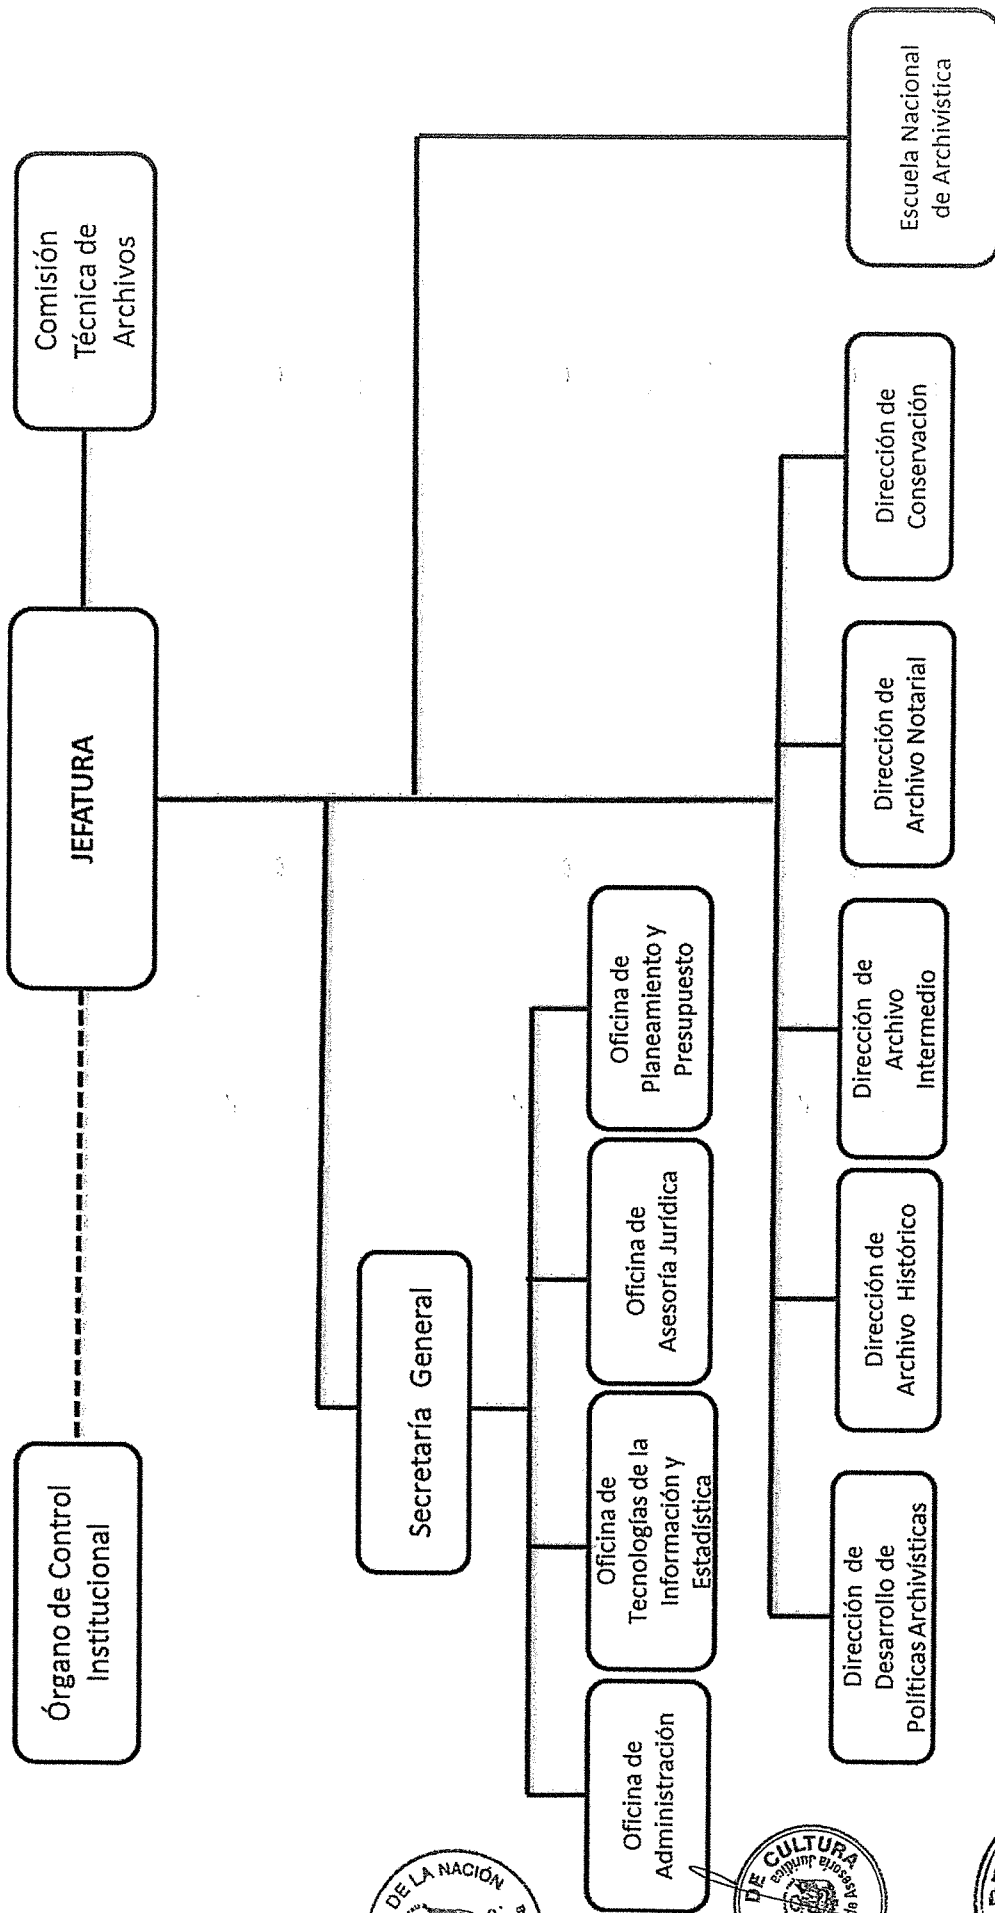 Órgano de Control
Institucional
JEFATURA
Comisión
Técnica de
Archivos
Secretaría General
Oficina de
Administración
Oficina de
Tecnologías de la
Información y
Estadística
Oficina de
Asesoría Jurídica
Oficina de
Planeamiento y
Presupuesto
Dirección de
Desarrollo de
Políticas Archivísticas
Dirección de
Archivo Histórico
Dirección de
Archivo
Intermedio
Dirección de
Archivo Notarial
Dirección de
Conservación
Escuela Nacional
de Archivística
DE LA NACIÓN
DE CULTURA
de Asesoría Jurídica